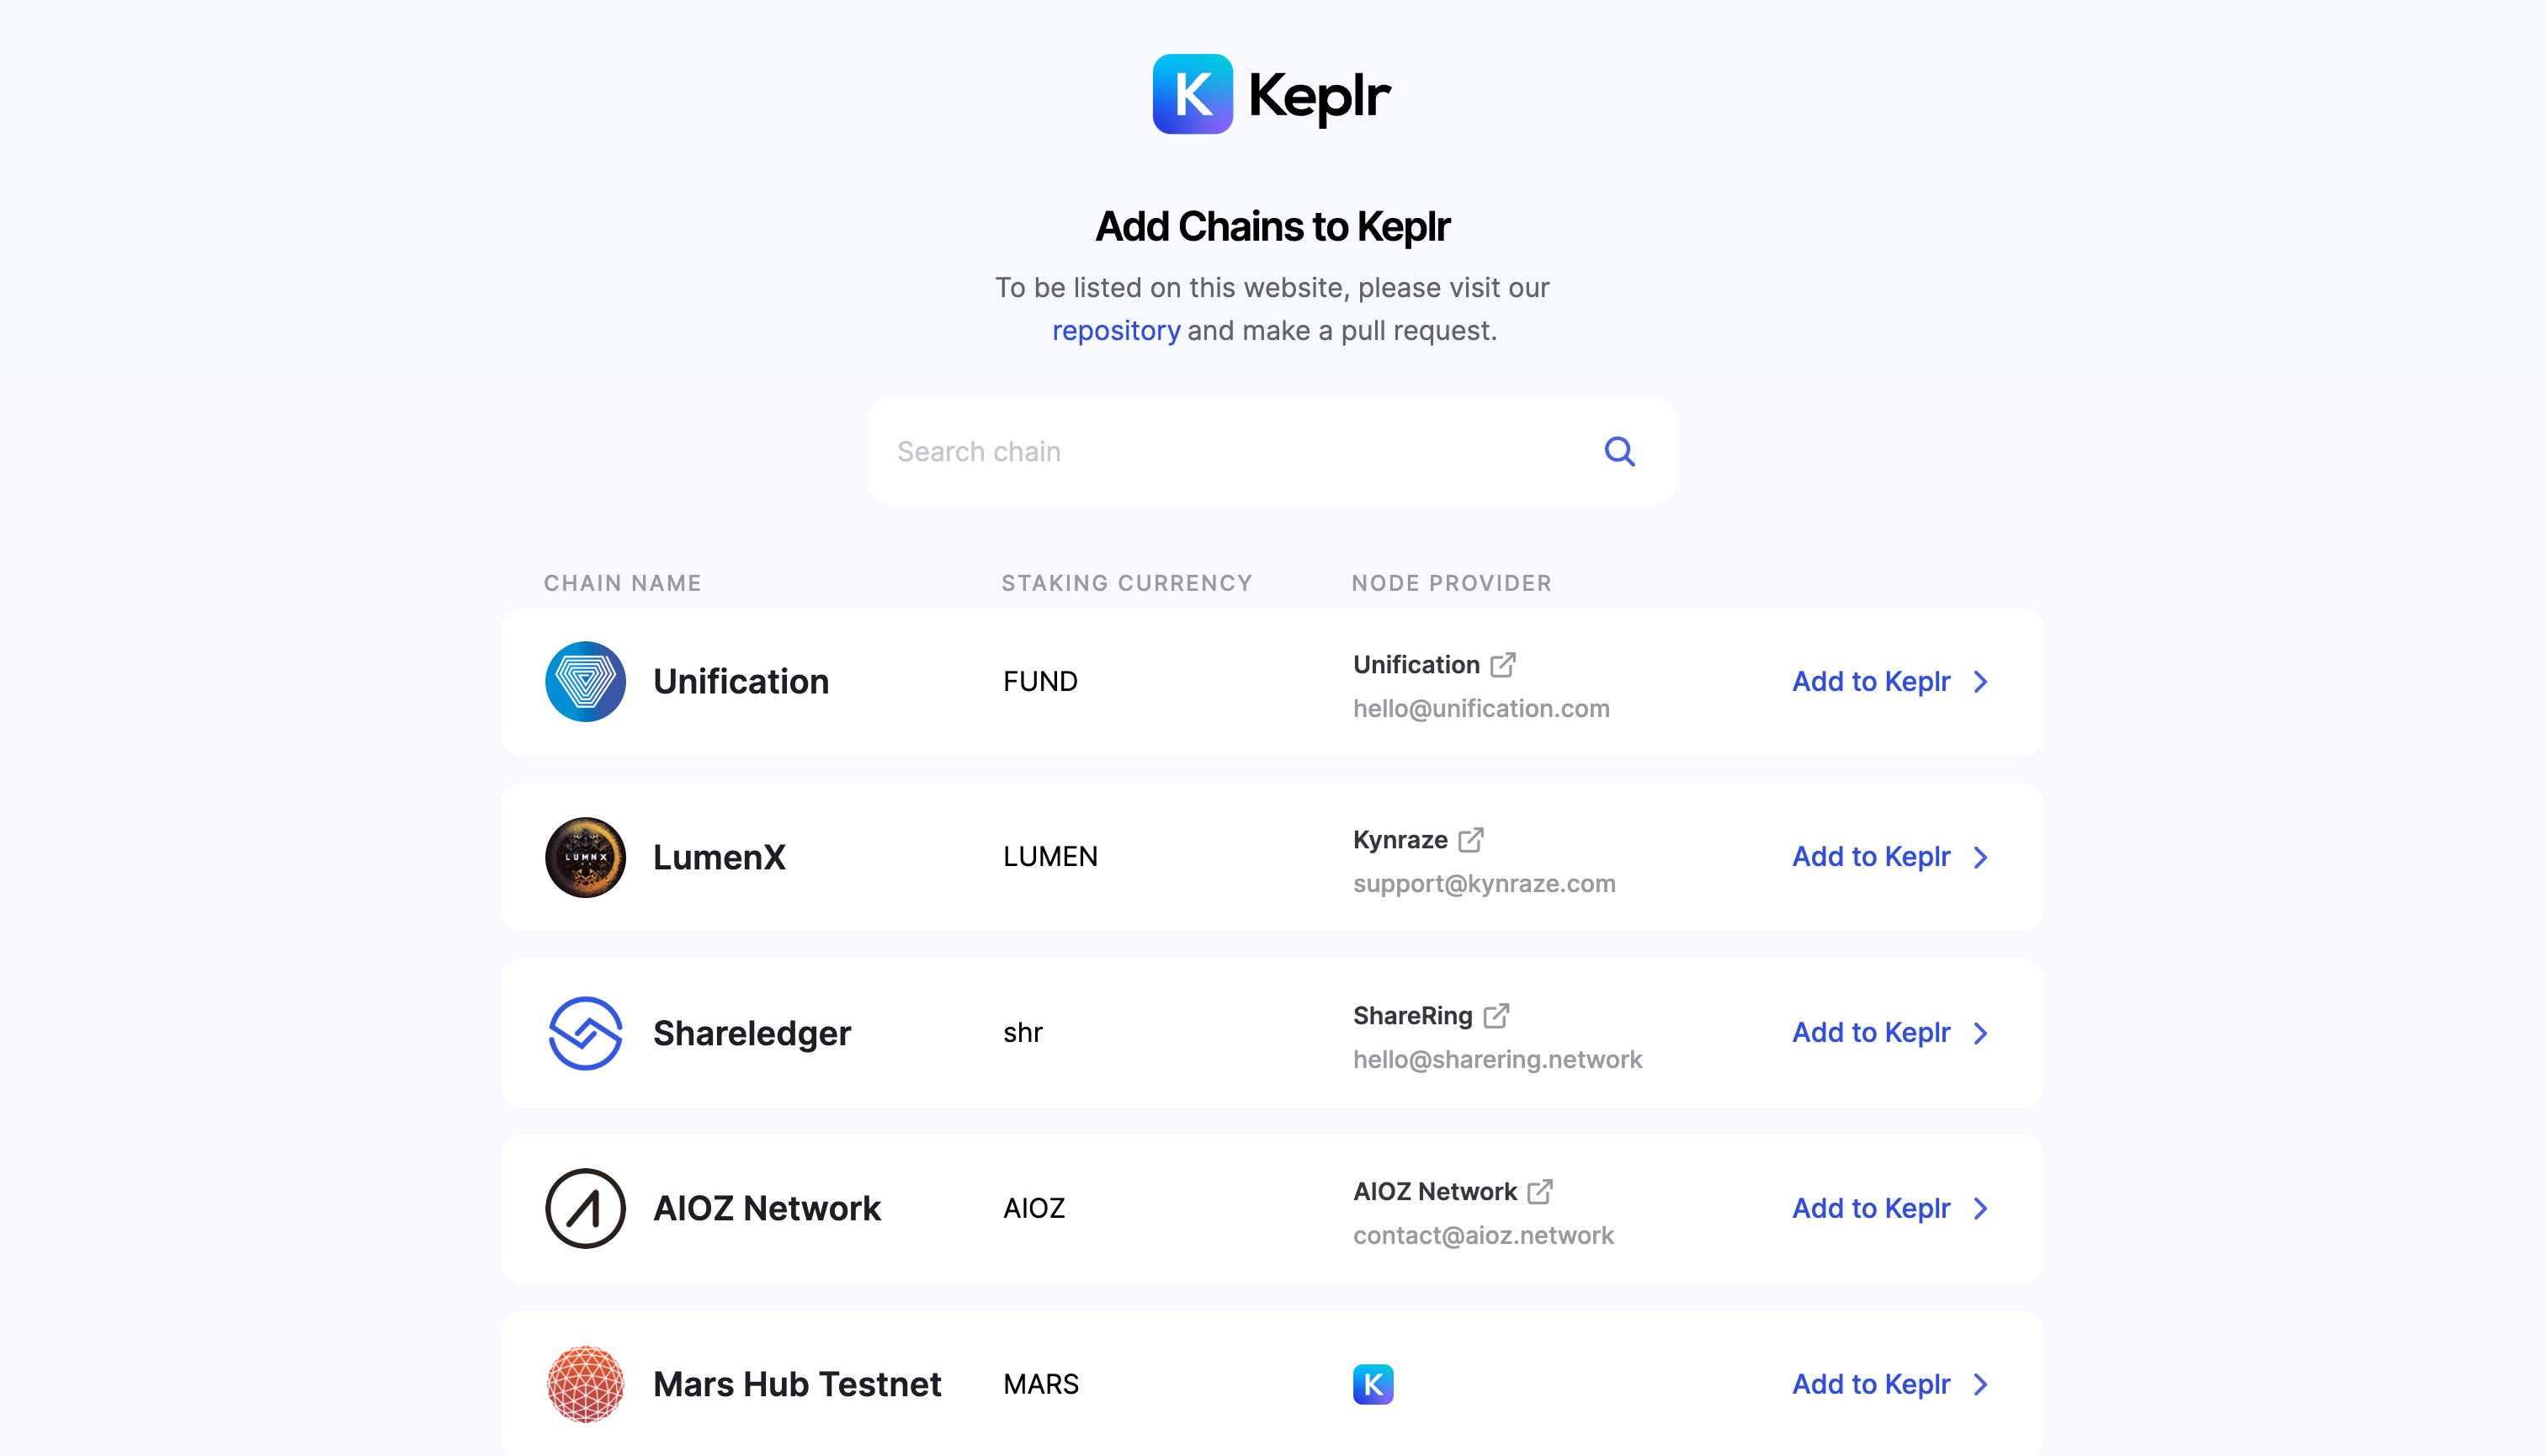 K Keplr
Add Chains to Keplr
To be listed on this website, please visit our
repository and make a pull request.
Search chain
CHAIN NAME STAKING CURRENCY NODE PROVIDER
Unification FUND Unification Add to Keplr
hello@unification.com
LUMNX LumenX LUMEN Kynraze Add to Keplr
support@kynraze.com
Shareledger shr ShareRing Add to Keplr
hello@sharering.network
AIOZ Network AIOZ AIOZ Network Add to Keplr
contact@aioz.network
Mars Hub Testnet MARS K Add to Keplr